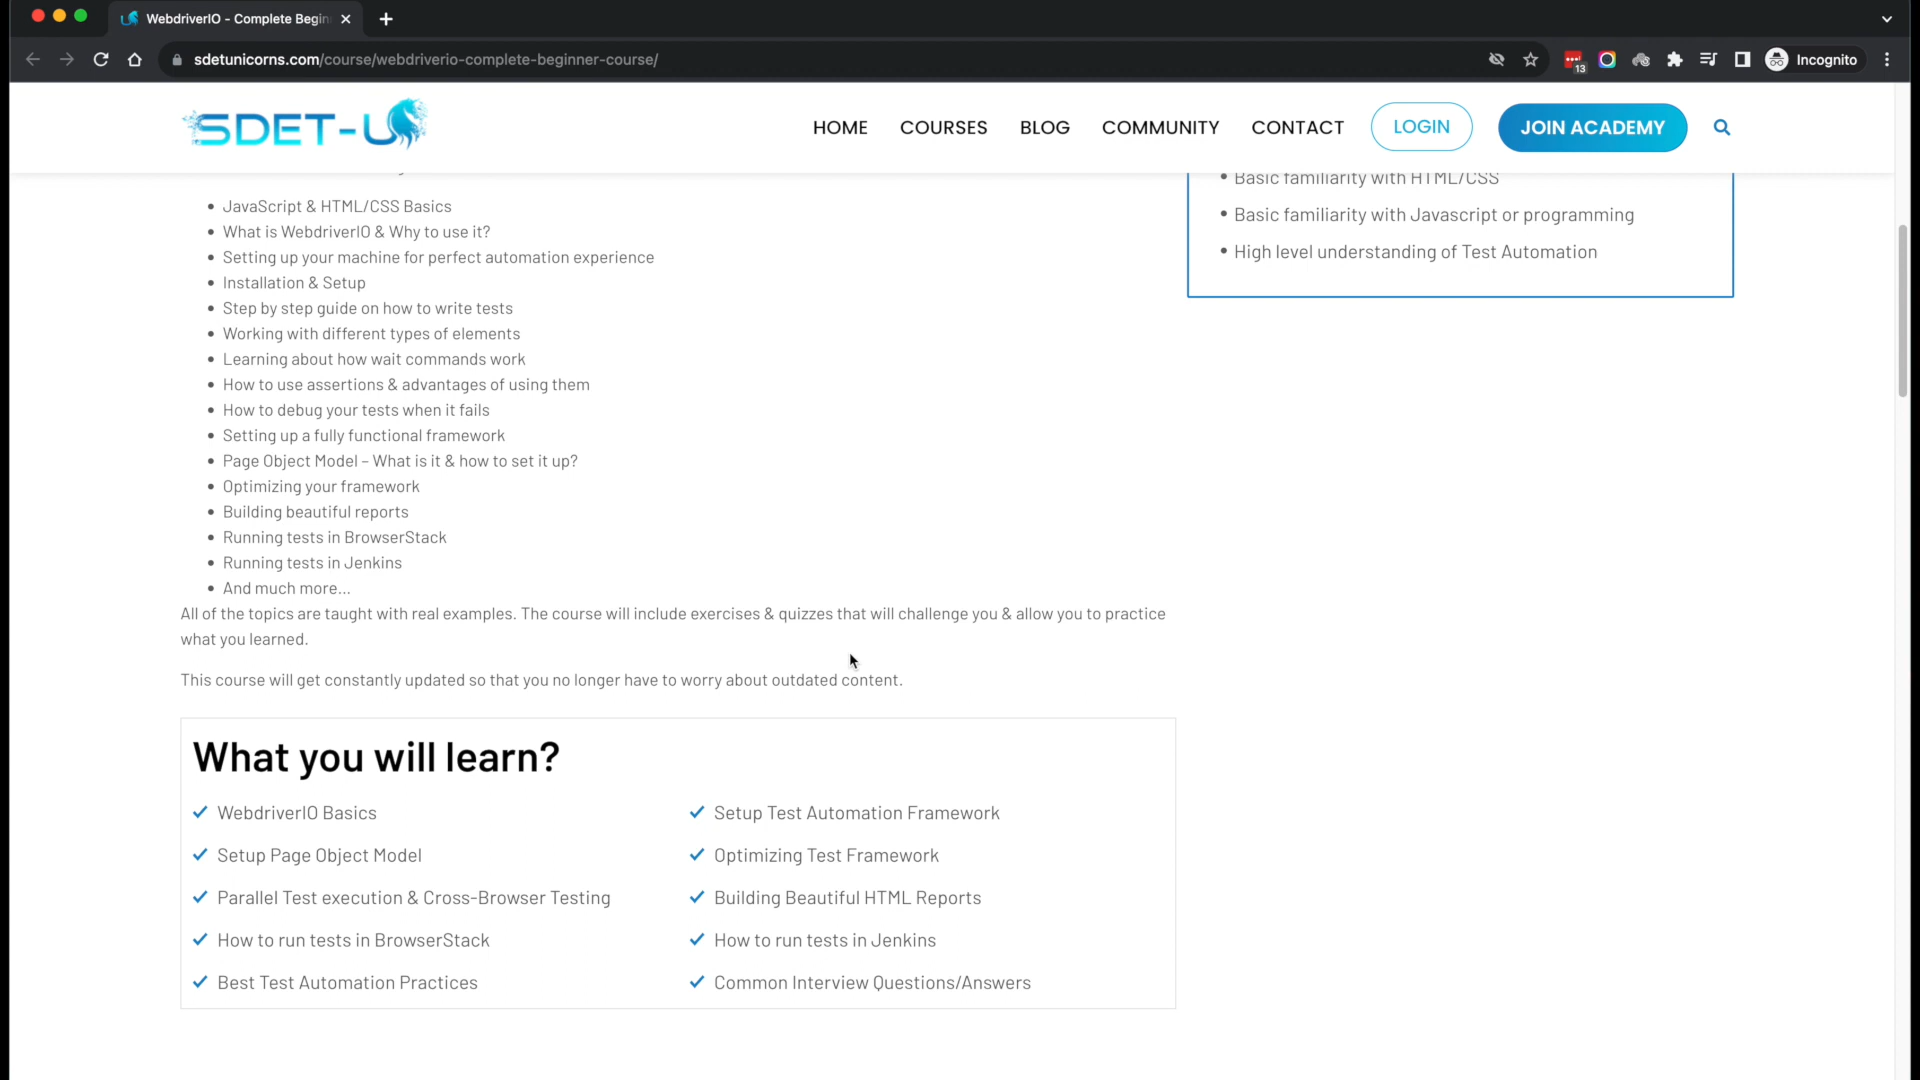 WebdriverIO - Complete Begin
sdetunicorns.com/course/webdriverio-complete-beginner-course/
13
Incognito
SDET-U
HOME
COURSES
BLOG
COMMUNITY
CONTACT
LOGIN
JOIN ACADEMY
• JavaScript & HTML/CSS Basics
• What is WebdriverIO & Why to use it?
• Setting up your machine for perfect automation experience
• Installation & Setup
• Step by step guide on how to write tests
• Working with different types of elements
• Learning about how wait commands work
• How to use assertions & advantages of using them
• How to debug your tests when it fails
• Setting up a fully functional framework
• Page Object Model – What is it & how to set it up?
• Optimizing your framework
• Building beautiful reports
• Running tests in BrowserStack
• Running tests in Jenkins
• And much more...
All of the topics are taught with real examples. The course will include exercises & quizzes that will challenge you & allow you to practice
what you learned.
This course will get constantly updated so that you no longer have to worry about outdated content.
• Basic familiarity with HTML/CSS
• Basic familiarity with Javascript or programming
• High level understanding of Test Automation
What you will learn?
WebdriverIO Basics
Setup Test Automation Framework
Setup Page Object Model
Optimizing Test Framework
Parallel Test execution & Cross-Browser Testing
Building Beautiful HTML Reports
How to run tests in BrowserStack
How to run tests in Jenkins
Best Test Automation Practices
Common Interview Questions/Answers